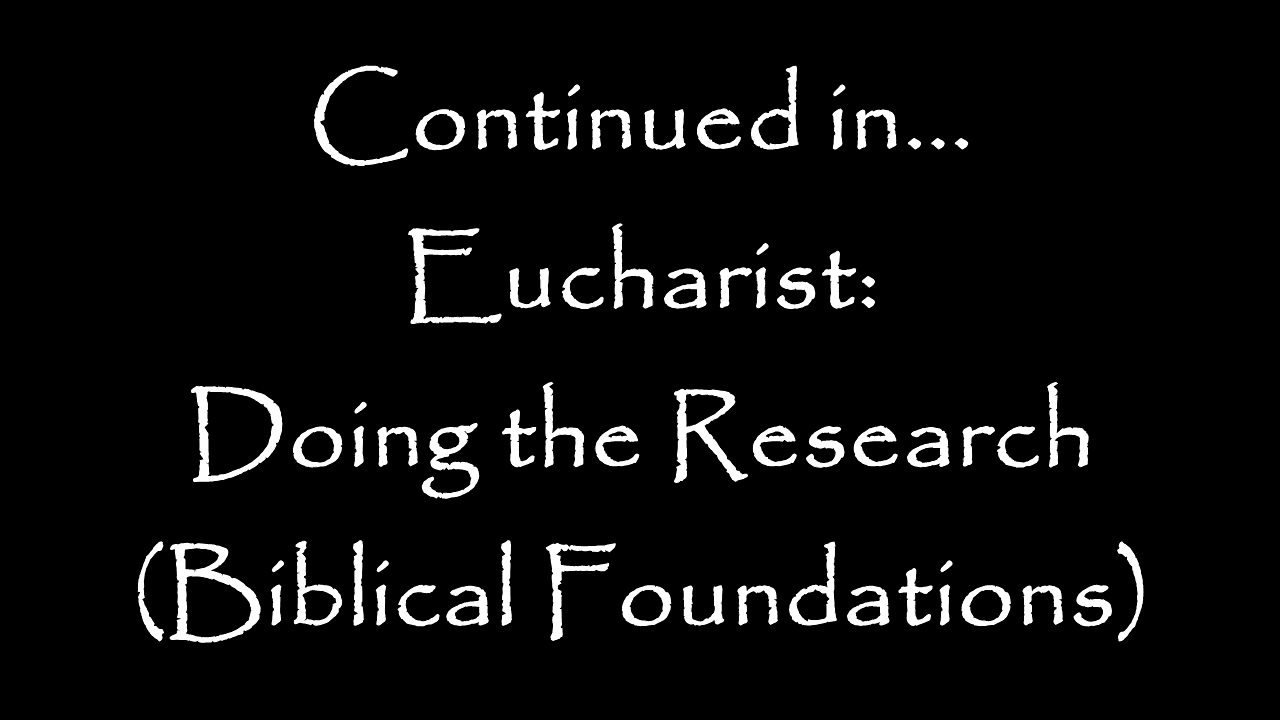 Continued in...
Eucharist:
Doing the Research
(Biblical Foundations)